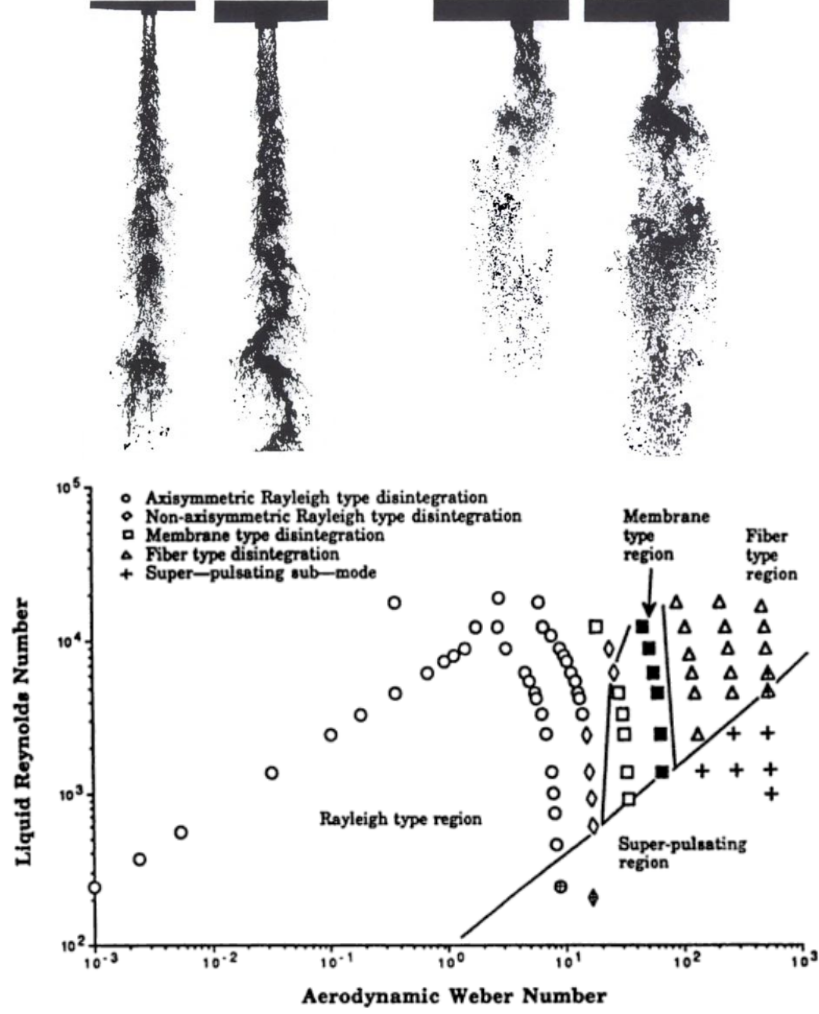 10⁵
Axisymmetric Rayleigh type disintegration
Non-axisymmetric Rayleigh type disintegration
Membrane type disintegration
Fiber type disintegration
Super—pulsating sub—mode
Membrane
type
region
Fiber
type
region
10⁴
10³
10²
Liquid Reynolds Number
Rayleigh type region
Super-pulsating
region
10⁻³ 10⁻² 10⁻¹ 10⁰ 10¹ 10² 10³
Aerodynamic Weber Number